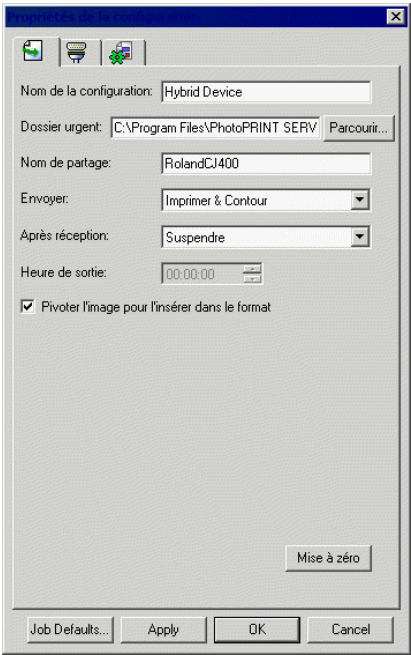 Propriétés de la configuration
Nom de la configuration: Hybrid Device
Dossier urgent: C:\Program Files\PhotoPRINT SERV Parcourir...
Nom de partage: RolandCJ400
Envoyer: Imprimer & Contour
Après réception: Suspendre
Heure de sortie: 00:00:00
Pivoter l'image pour l'insérer dans le format
Mise à zéro
Job Defaults... Apply OK Cancel